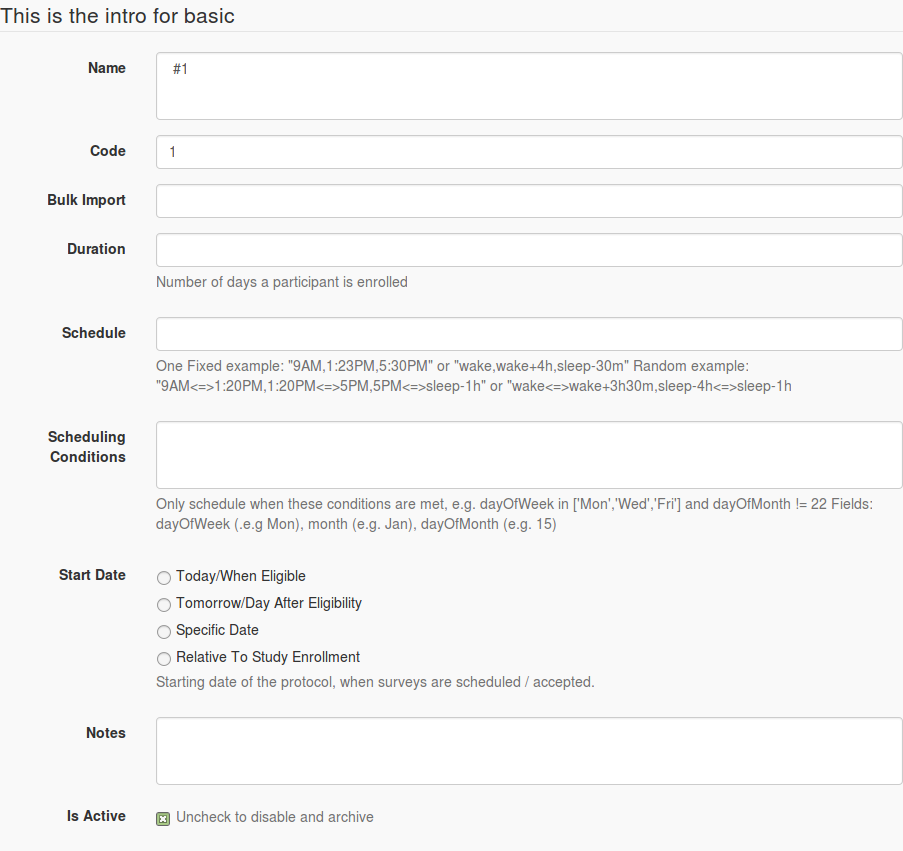 This is the intro for basic
Name
#1
Code
1
Bulk Import
Duration
Number of days a participant is enrolled
Schedule
One Fixed example: "9AM,1:23PM,5:30PM" or "wake,wake+4h,sleep-30m" Random example:
"9AM<=>1:20PM,1:20PM<=>5PM,5PM<=>sleep-1h" or "wake<=>wake+3h30m,sleep-4h<=>sleep-1h
Scheduling
Conditions
Only schedule when these conditions are met, e.g. dayOfWeek in ['Mon','Wed','Fri'] and dayOfMonth != 22 Fields:
dayOfWeek (.e.g Mon), month (e.g. Jan), dayOfMonth (e.g. 15)
Start Date
Today/When Eligible
Tomorrow/Day After Eligibility
Specific Date
Relative To Study Enrollment
Starting date of the protocol, when surveys are scheduled / accepted.
Notes
Is Active
Uncheck to disable and archive